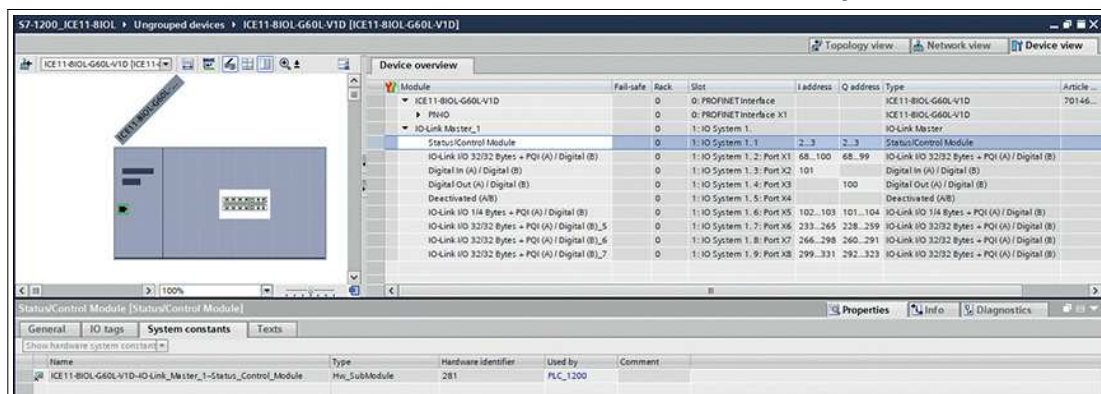 S7-1200_ICE11-8IOL ▸ Ungrouped devices ▸ ICE11-8IOL-G60L-V1D [ICE11-8IOL-G60L-V1D]
Topology view Network view Device view
ICE11-8IOL-G60L-V1D [ICE11-8
Device overview
ICE11-8IOL-G60L-...
Module Fail-safe Rack Slot I address Q address Type Article ...
ICE11-8IOL-G60L-V1D 0 0: PROFINET Interface ICE11-8IOL-G60L-V1D 70146...
PN-IO 0 0: PROFINET Interface X1 ICE11-8IOL-G60L-V1D
IO-Link Master_1 0 1: IO System 1. IO-Link Master
Status/Control Module 0 1: IO System 1. 1 2...3 2...3 Status/Control Module
IO-Link I/O 32/32 Bytes + PQI (A) / Digital (B) 0 1: IO System 1. 2: Port X1 68...100 68...99 IO-Link I/O 32/32 Bytes + PQI (A) / Digital (B)
Digital In (A) / Digital (B) 0 1: IO System 1. 3: Port X2 101 Digital In (A) / Digital (B)
Digital Out (A) / Digital (B) 0 1: IO System 1. 4: Port X3 100 Digital Out (A) / Digital (B)
Deactivated (A/B) 0 1: IO System 1. 5: Port X4 Deactivated (A/B)
IO-Link I/O 1/4 Bytes + PQI (A) / Digital (B) 0 1: IO System 1. 6: Port X5 102...103 101...104 IO-Link I/O 1/4 Bytes + PQI (A) / Digital (B)
IO-Link I/O 32/32 Bytes + PQI (A) / Digital (B)_5 0 1: IO System 1. 7: Port X6 233...265 228...259 IO-Link I/O 32/32 Bytes + PQI (A) / Digital (B)
IO-Link I/O 32/32 Bytes + PQI (A) / Digital (B)_6 0 1: IO System 1. 8: Port X7 266...298 260...291 IO-Link I/O 32/32 Bytes + PQI (A) / Digital (B)
IO-Link I/O 32/32 Bytes + PQI (A) / Digital (B)_7 0 1: IO System 1. 9: Port X8 299...331 292...323 IO-Link I/O 32/32 Bytes + PQI (A) / Digital (B)
100%
Status/Control Module [Status/Control Module]
Properties Info Diagnostics
General IO tags System constants Texts
Show hardware system constant
Name Type Hardware identifier Used by Comment
ICE11-8IOL-G60L-V1D~IO-Link_Master_1~Status_Control_Module Hw_SubModule 281 PLC_1200